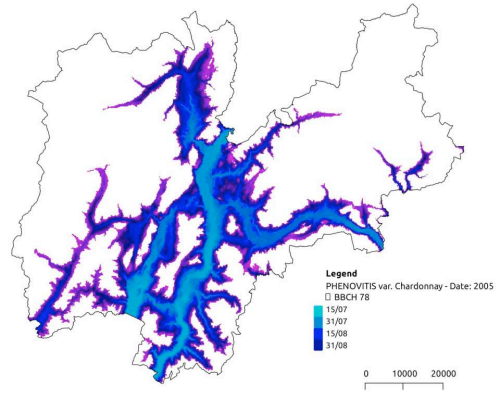 Legend
PHENOVITIS var. Chardonnay - Date: 2005
BBCH 78
15/07
31/07
15/08
31/08
0 10000 20000